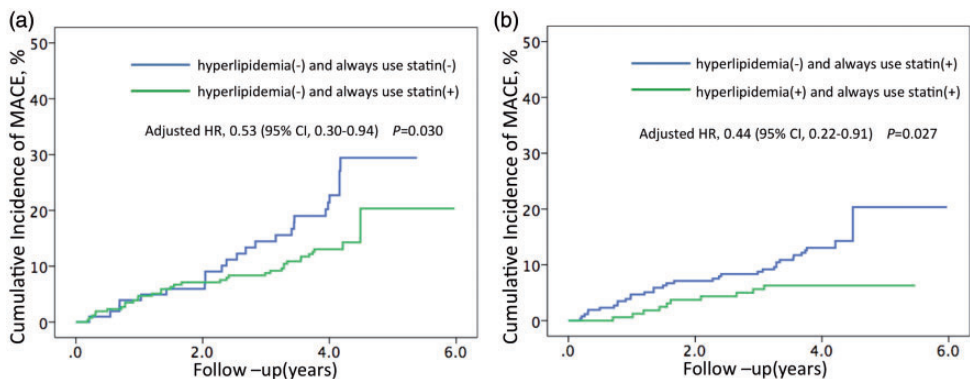 (a)
Cumulative Incidence of MACE, %
50
40
30
20
10
0
hyperlipidemia(-) and always use statin(-)
hyperlipidemia(-) and always use statin(+)
Adjusted HR, 0.53 (95% CI, 0.30-0.94) P=0.030
.0 2.0 4.0 6.0
Follow –up(years)
(b)
Cumulative Incidence of MACE, %
50
40
30
20
10
0
hyperlipidemia(-) and always use statin(+)
hyperlipidemia(+) and always use statin(+)
Adjusted HR, 0.44 (95% CI, 0.22-0.91) P=0.027
.0 2.0 4.0 6.0
Follow –up(years)